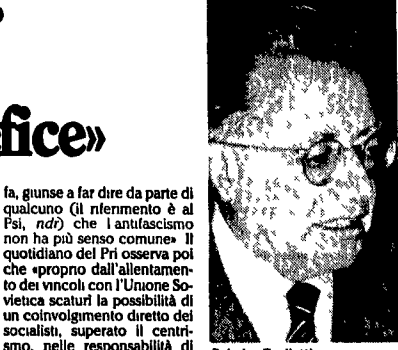 fice»
fa, giunse a far dire da parte di
qualcuno (il riferimento è al
Psi, ndr) che l antifascismo
non ha più senso comune» Il
quotidiano del Pri osserva poi
che «proprio dall'allentamen-
to dei vincoli con l'Unione So-
vietica scaturì la possibilità di
un coinvolgimento diretto dei
socialisti, superato il centri-
smo, nelle responsabilità di